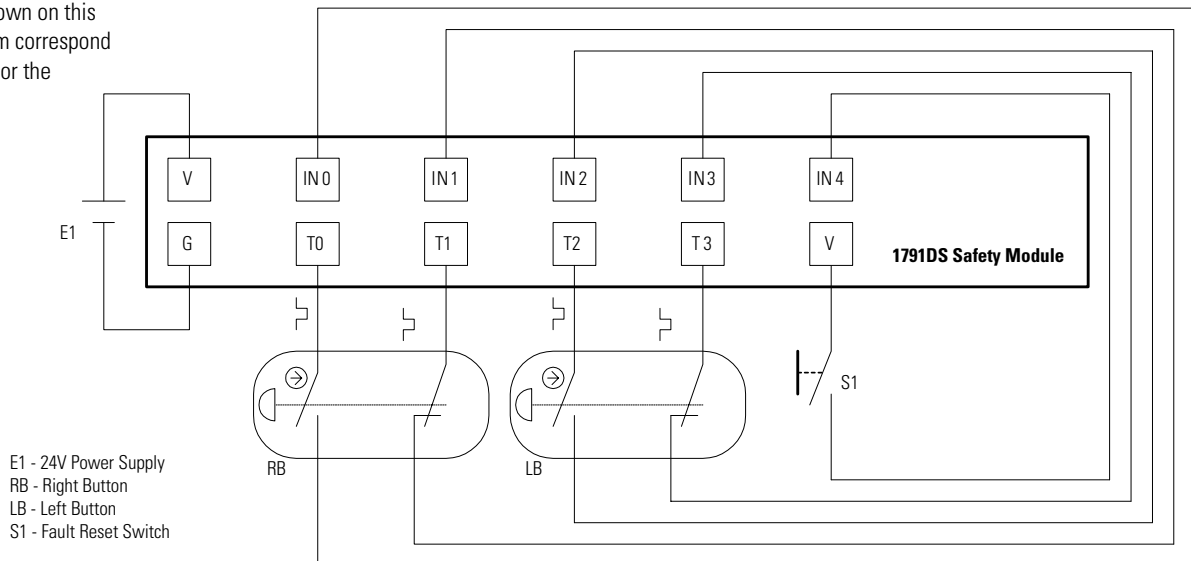 own on this
m correspond
or the
V IN 0 IN 1 IN 2 IN 3 IN 4
E1
G T0 T1 T2 T 3 V
1791DS Safety Module
S1
RB LB
E1 - 24V Power Supply
RB - Right Button
LB - Left Button
S1 - Fault Reset Switch